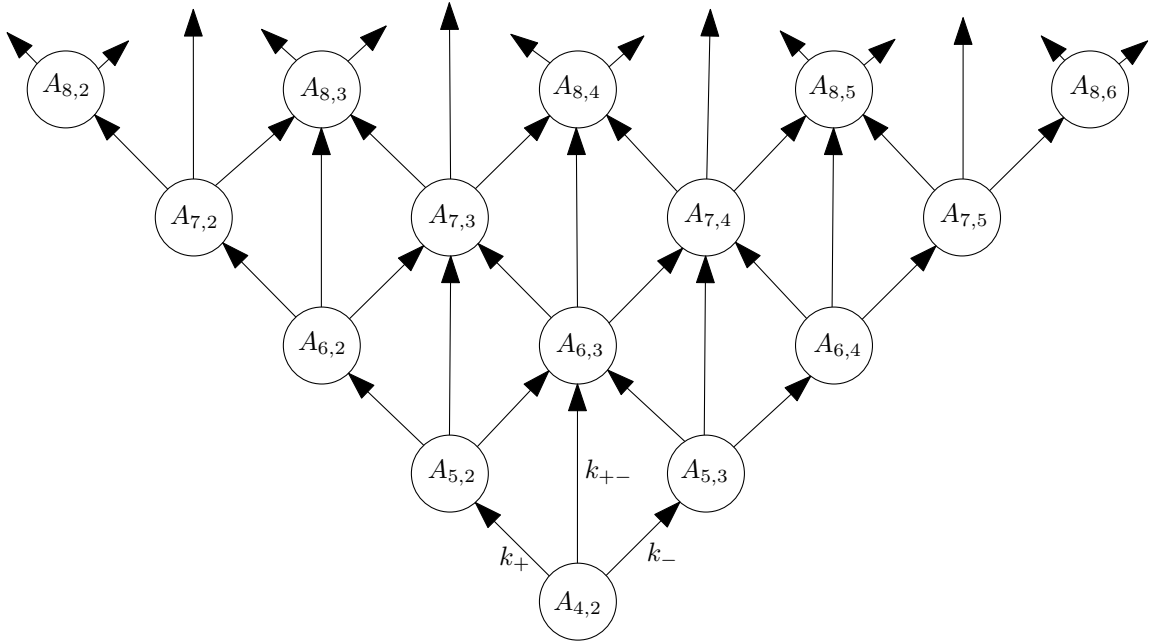 A_{8,2} A_{8,3} A_{8,4} A_{8,5} A_{8,6}
A_{7,2} A_{7,3} A_{7,4} A_{7,5}
A_{6,2} A_{6,3} A_{6,4}
A_{5,2} k_{+-} A_{5,3}
k_+ k_-
A_{4,2}